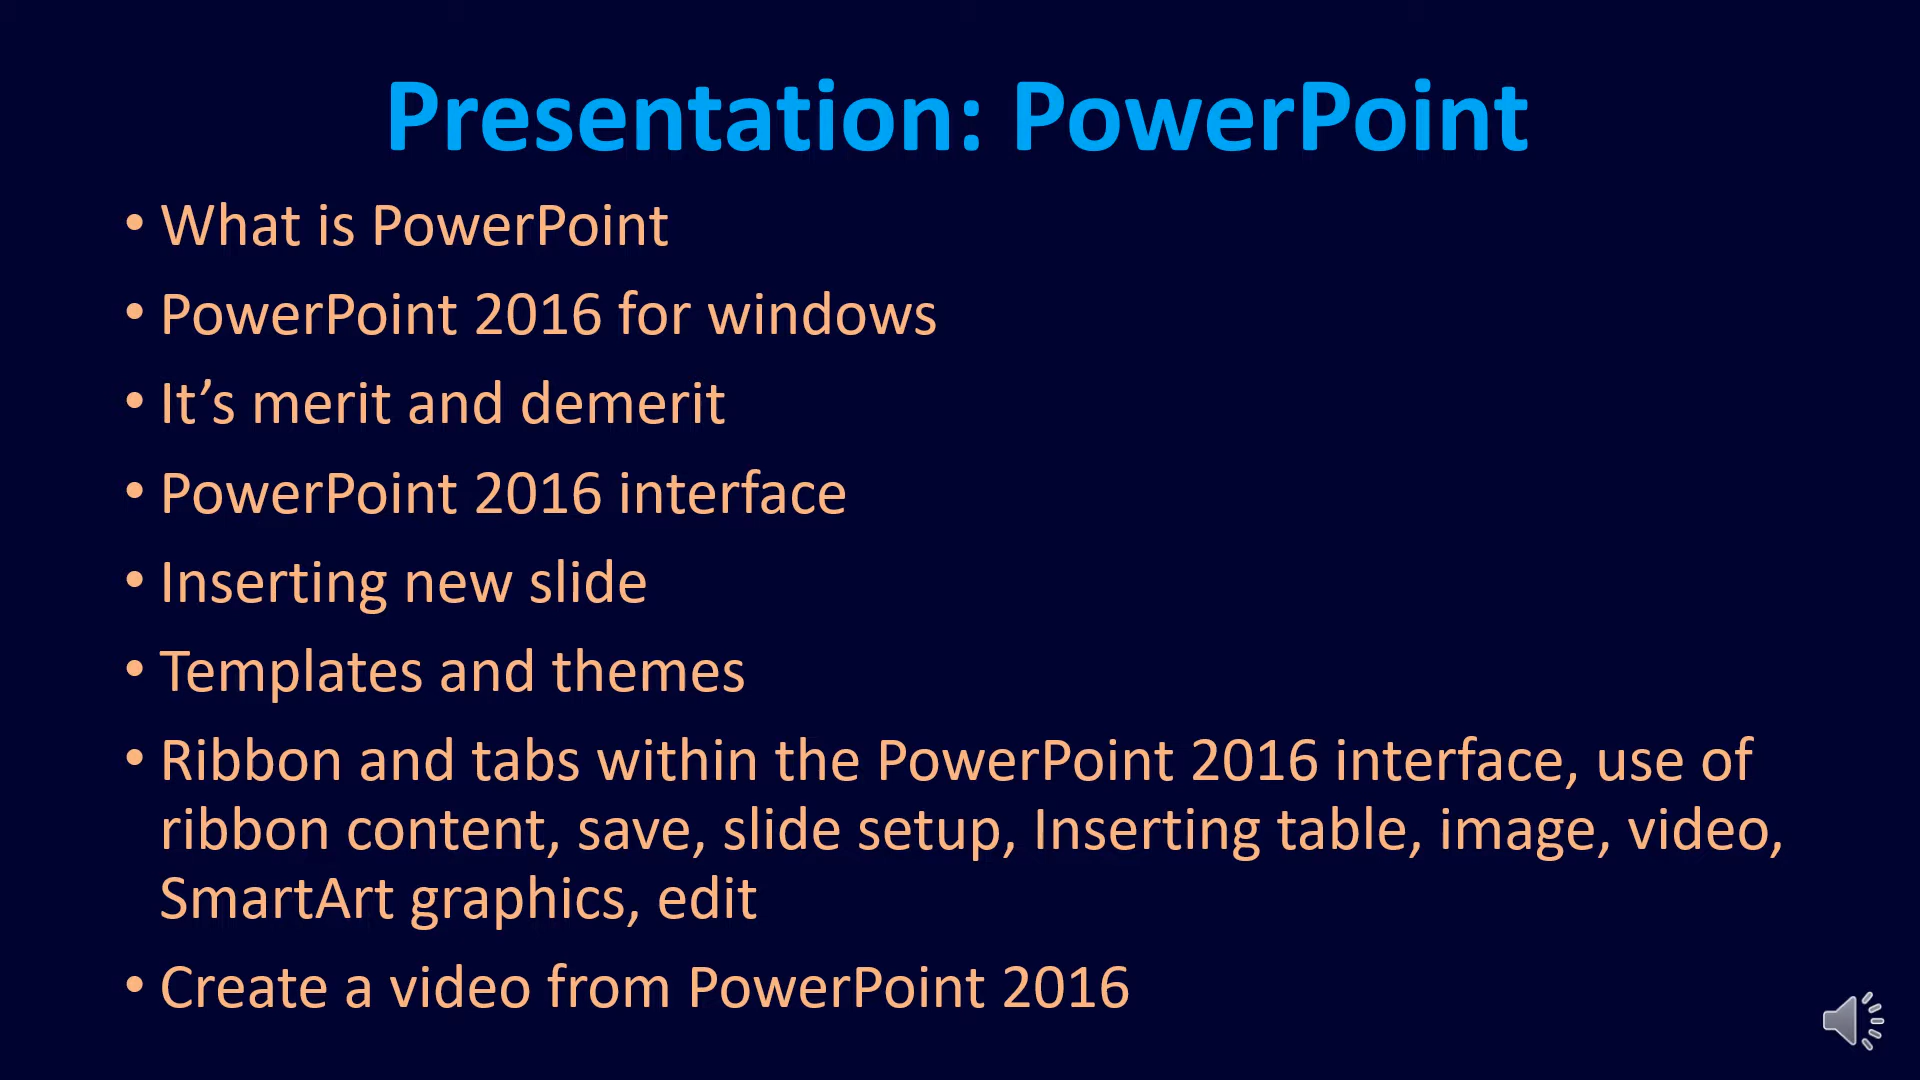 Presentation: PowerPoint
• What is PowerPoint
• PowerPoint 2016 for windows
• It’s merit and demerit
• PowerPoint 2016 interface
• Inserting new slide
• Templates and themes
• Ribbon and tabs within the PowerPoint 2016 interface, use of
ribbon content, save, slide setup, Inserting table, image, video,
SmartArt graphics, edit
• Create a video from PowerPoint 2016